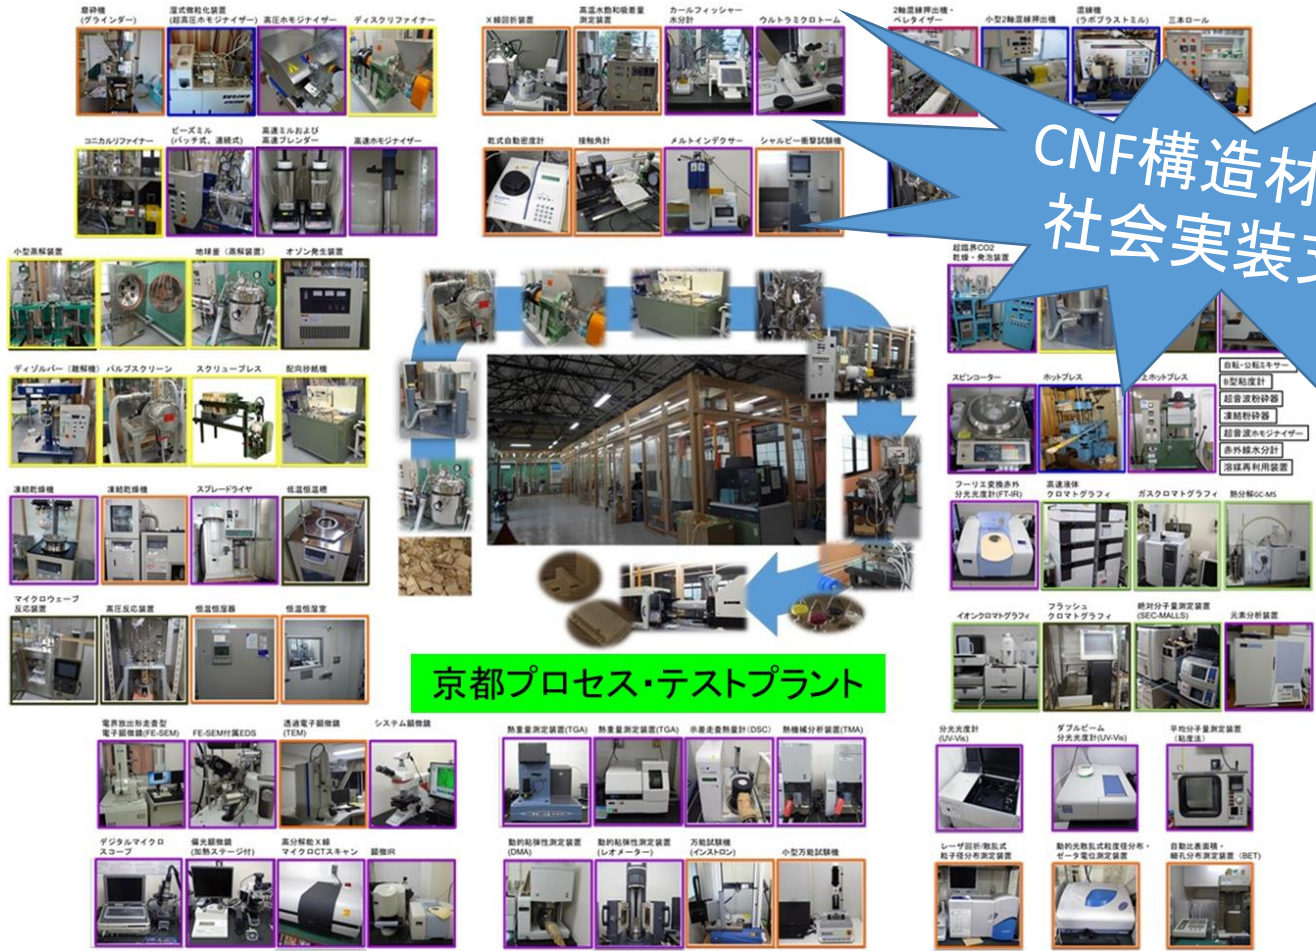 磨砕機
(グラインダー)
湿式微粒化装置
(超高圧ホモジナイザー)
高圧ホモジナイザー
ディスクリファイナー
X線回折装置
高温水飽和吸着量
測定装置
カールフィッシャー
水分計
ウルトラミクロトーム
2軸混練押出機・
ペレタイザー
小型2軸混練押出機
混練機
(ラボプラストミル)
三本ロール
コニカルリファイナー
ビーズミル
(バッチ式、連続式)
高速ミルおよび
高速ブレンダー
高速ホモジナイザー
乾式自動密度計
接触角計
メルトインデクサー
シャルピー衝撃試験機
CNF構造材
社会実装支
小型蒸解装置
地球釜(蒸解装置)
オゾン発生装置
超臨界CO2
乾燥・発泡装置
ディゾルバー(離解機)
パルプスクリーン
スクリュープレス
配向抄紙機
スピンコーター
ホットプレス
上ホットプレス
自転・公転ミキサー
B型粘度計
超音波粉砕器
凍結粉砕器
超音波ホモジナイザー
赤外線水分計
溶媒再利用装置
凍結乾燥機
凍結乾燥機
スプレードライヤ
低温恒温槽
フーリエ変換赤外
分光光度計(FT-IR)
高速液体
クロマトグラフィ
ガスクロマトグラフィ
熱分解GC-MS
マイクロウェーブ
反応装置
高圧反応装置
恒温恒湿器
恒温恒湿室
イオンクロマトグラフィ
フラッシュ
クロマトグラフィ
絶対分子量測定装置
(SEC-MALLS)
元素分析装置
京都プロセス・テストプラント
電界放出形走査型
電子顕微鏡(FE-SEM)
FE-SEM付属EDS
透過電子顕微鏡
(TEM)
システム顕微鏡
熱重量測定装置(TGA)
熱重量測定装置(TGA)
示差走査熱量計(DSC)
熱機械分析装置(TMA)
分光光度計
(UV-Vis)
ダブルビーム
分光光度計(UV-Vis)
平均分子量測定装置
(粘度法)
デジタルマイクロ
スコープ
偏光顕微鏡
(加熱ステージ付)
高分解能X線
マイクロCTスキャン
顕微IR
動的粘弾性測定装置
(DMA)
動的粘弾性測定装置
(レオメーター)
万能試験機
(インストロン)
小型万能試験機
レーザ回折/散乱式
粒子径分布測定装置
動的光散乱式粒度径分布・
ゼータ電位測定装置
自動比表面積・
細孔分布測定装置(BET)